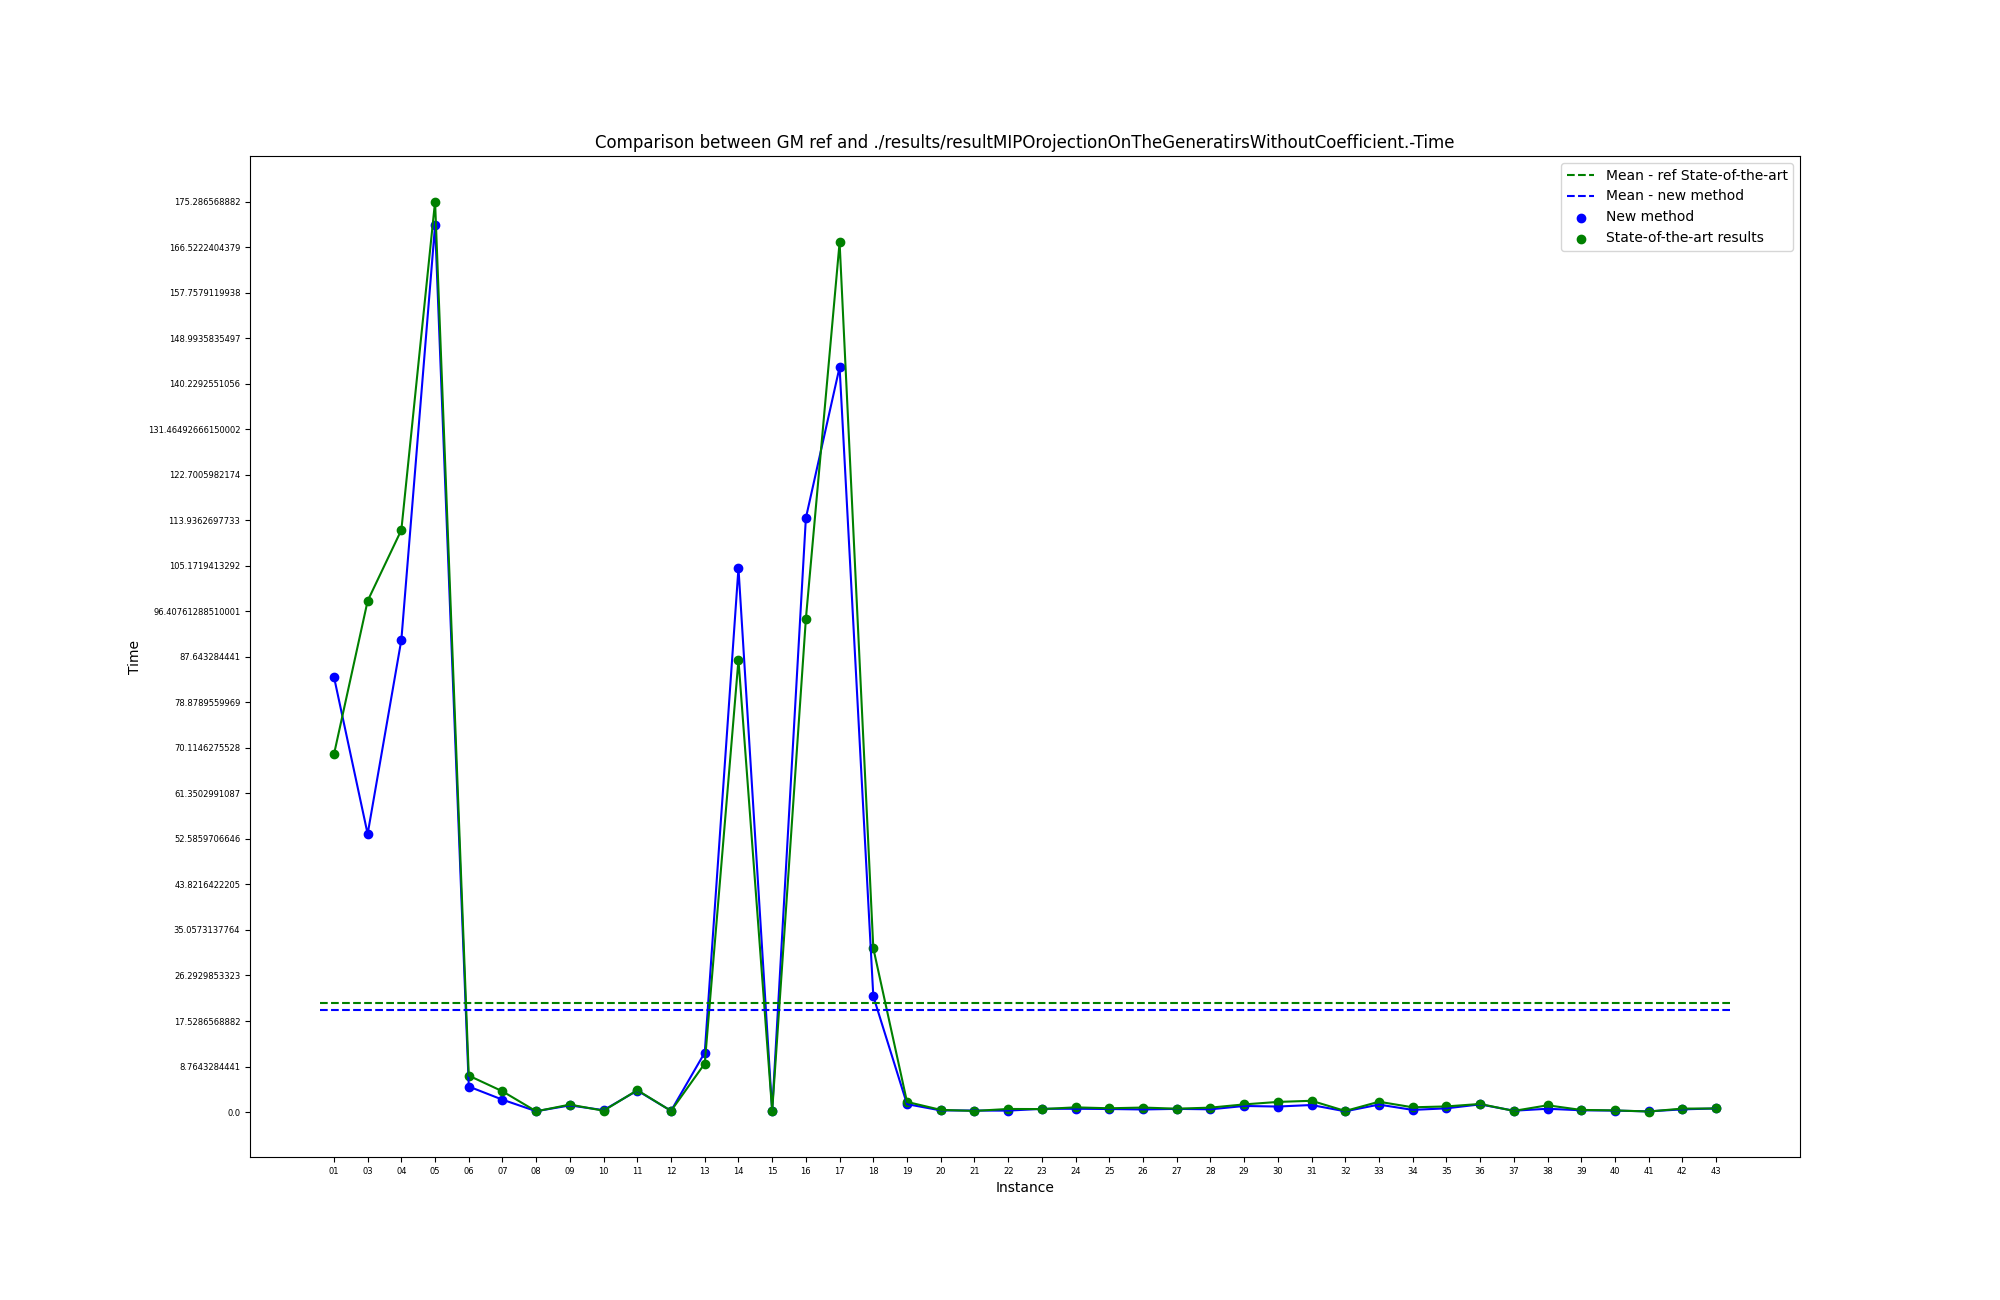 Comparison between GM ref and ./results/resultMIPOrojectionOnTheGeneratirsWithoutCoefficient.-Time
Mean - ref State-of-the-art
Mean - new method
New method
State-of-the-art results
175.286568882
166.5222404379
157.7579119938
148.9935835497
140.2292551056
131.46492666150002
122.7005982174
113.9362697733
105.1719413292
96.40761288510001
87.643284441
78.8789559969
70.1146275528
61.3502991087
52.5859706646
43.8216422205
35.0573137764
26.2929853323
17.5286568882
8.7643284441
0.0
Time
01 03 04 05 06 07 08 09 10 11 12 13 14 15 16 17 18 19 20 21 22 23 24 25 26 27 28 29 30 31 32 33 34 35 36 37 38 39 40 41 42 43
Instance